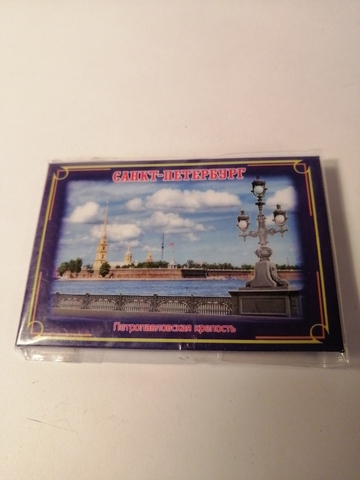 САНКТ-ПЕТЕРБУРГ
Петропавловская крепость